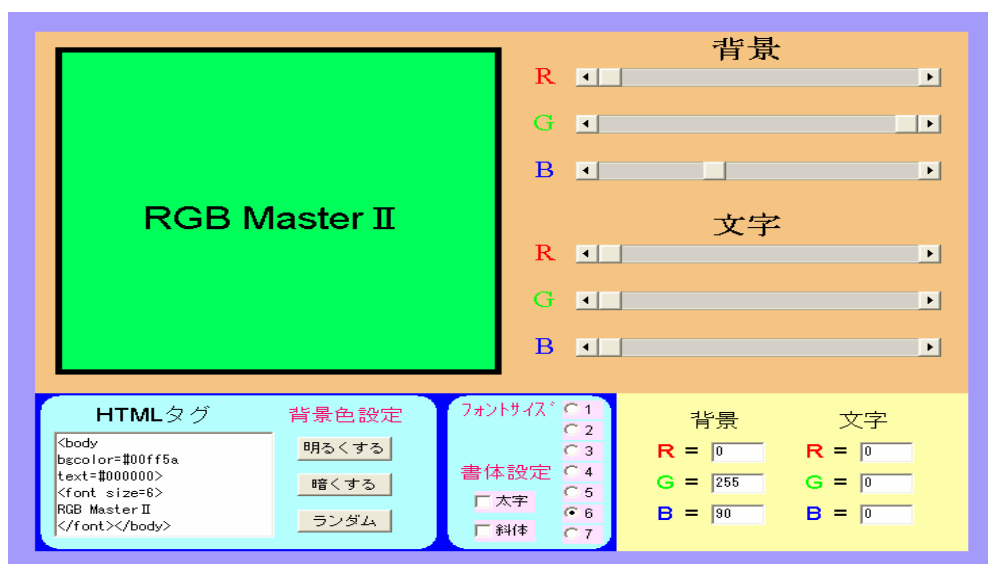 RGB Master Ⅱ
背景
R
G
B
文字
R
G
B
HTMLタグ
<body
bgcolor=#00ff5a
text=#000000>
<font size=6>
RGB Master Ⅱ
</font></body>
背景色設定
明るくする
暗くする
ランダム
フォントサイズ
1
2
3
4
5
6
7
書体設定
太字
斜体
背景
R = 0
G = 255
B = 90
文字
R = 0
G = 0
B = 0